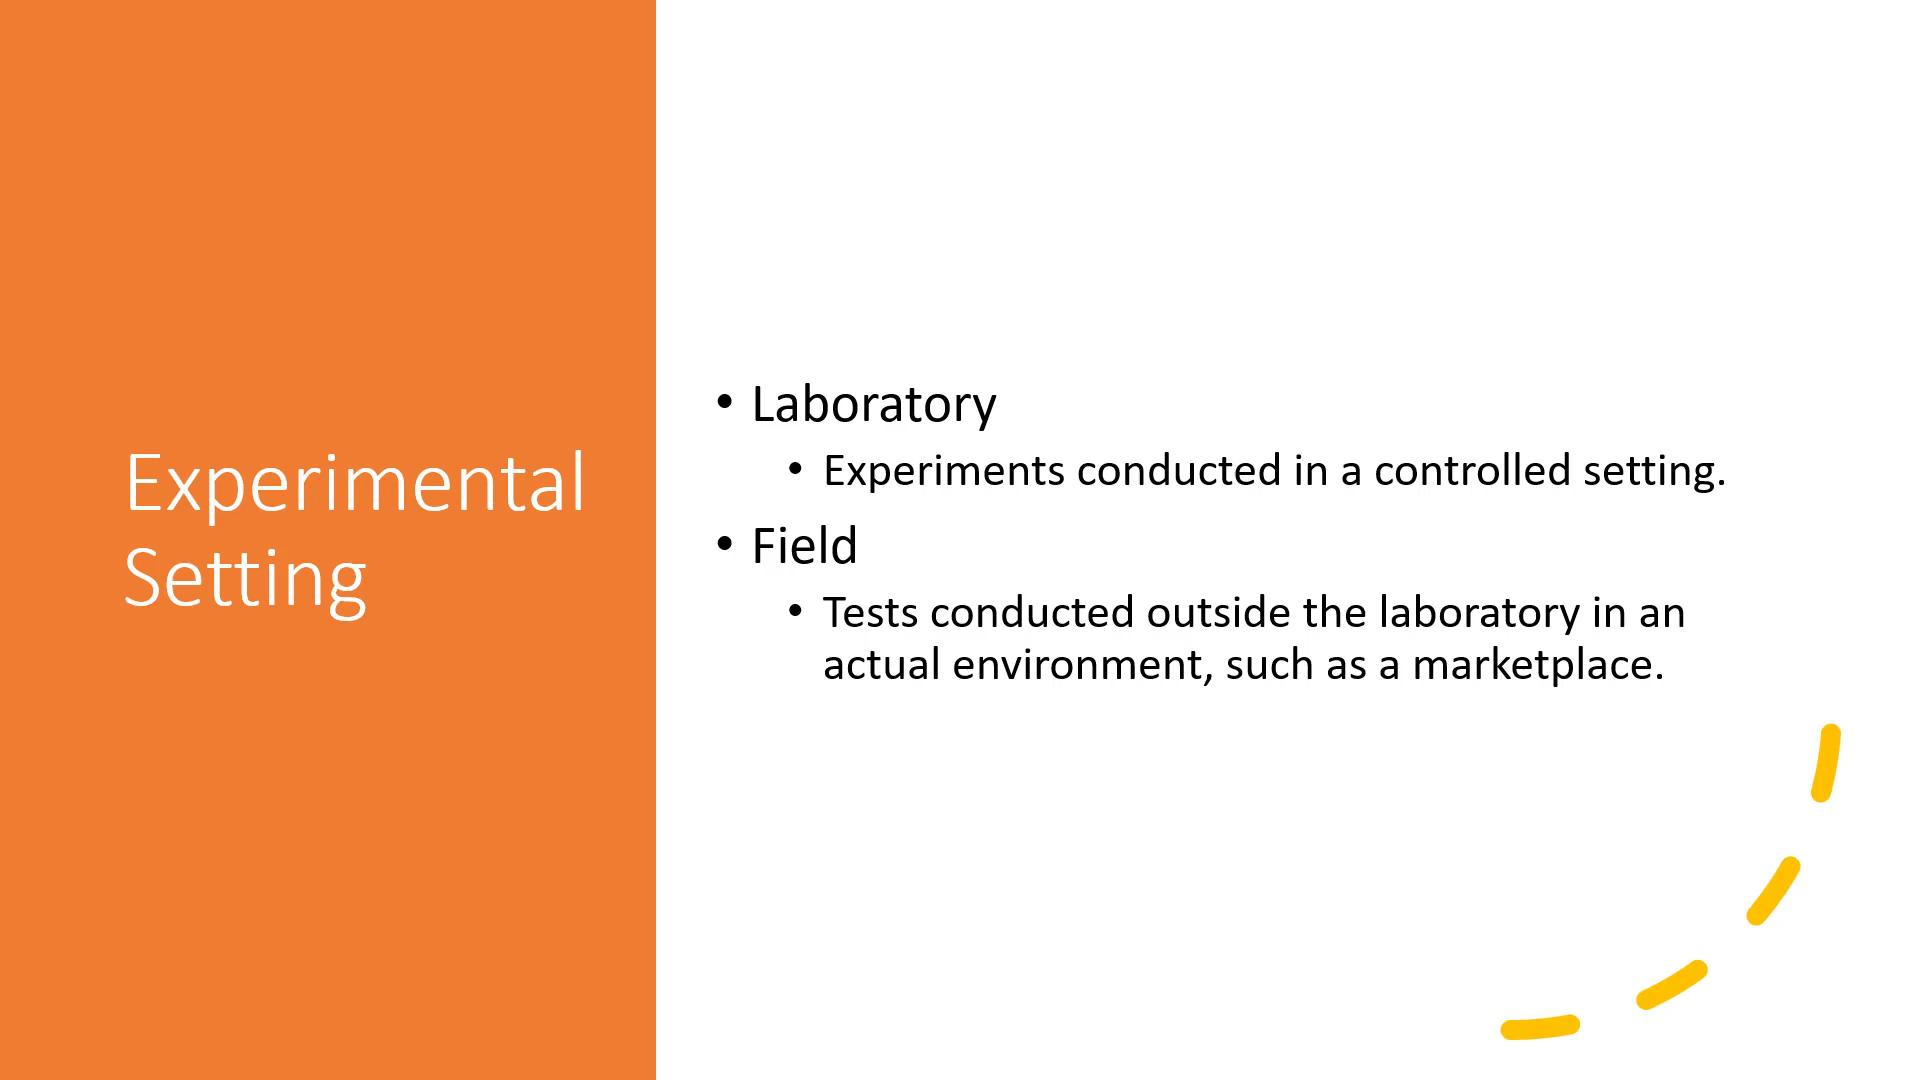 Experimental
Setting
• Laboratory
• Experiments conducted in a controlled setting.
• Field
• Tests conducted outside the laboratory in an
actual environment, such as a marketplace.